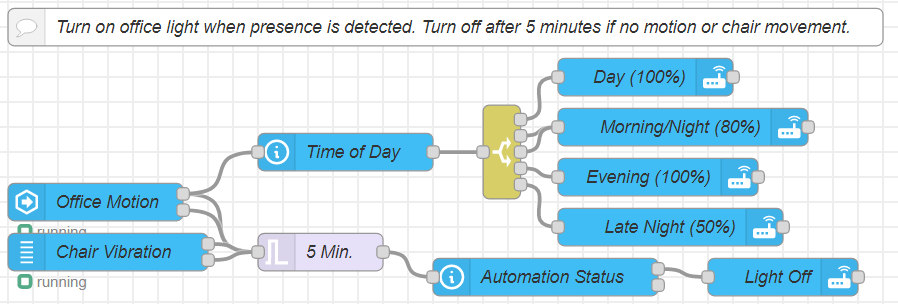 Turn on office light when presence is detected. Turn off after 5 minutes if no motion or chair movement.
Day (100%)
Morning/Night (80%)
Time of Day
Evening (100%)
Office Motion
running
Late Night (50%)
Chair Vibration
5 Min.
running
Automation Status
Light Off